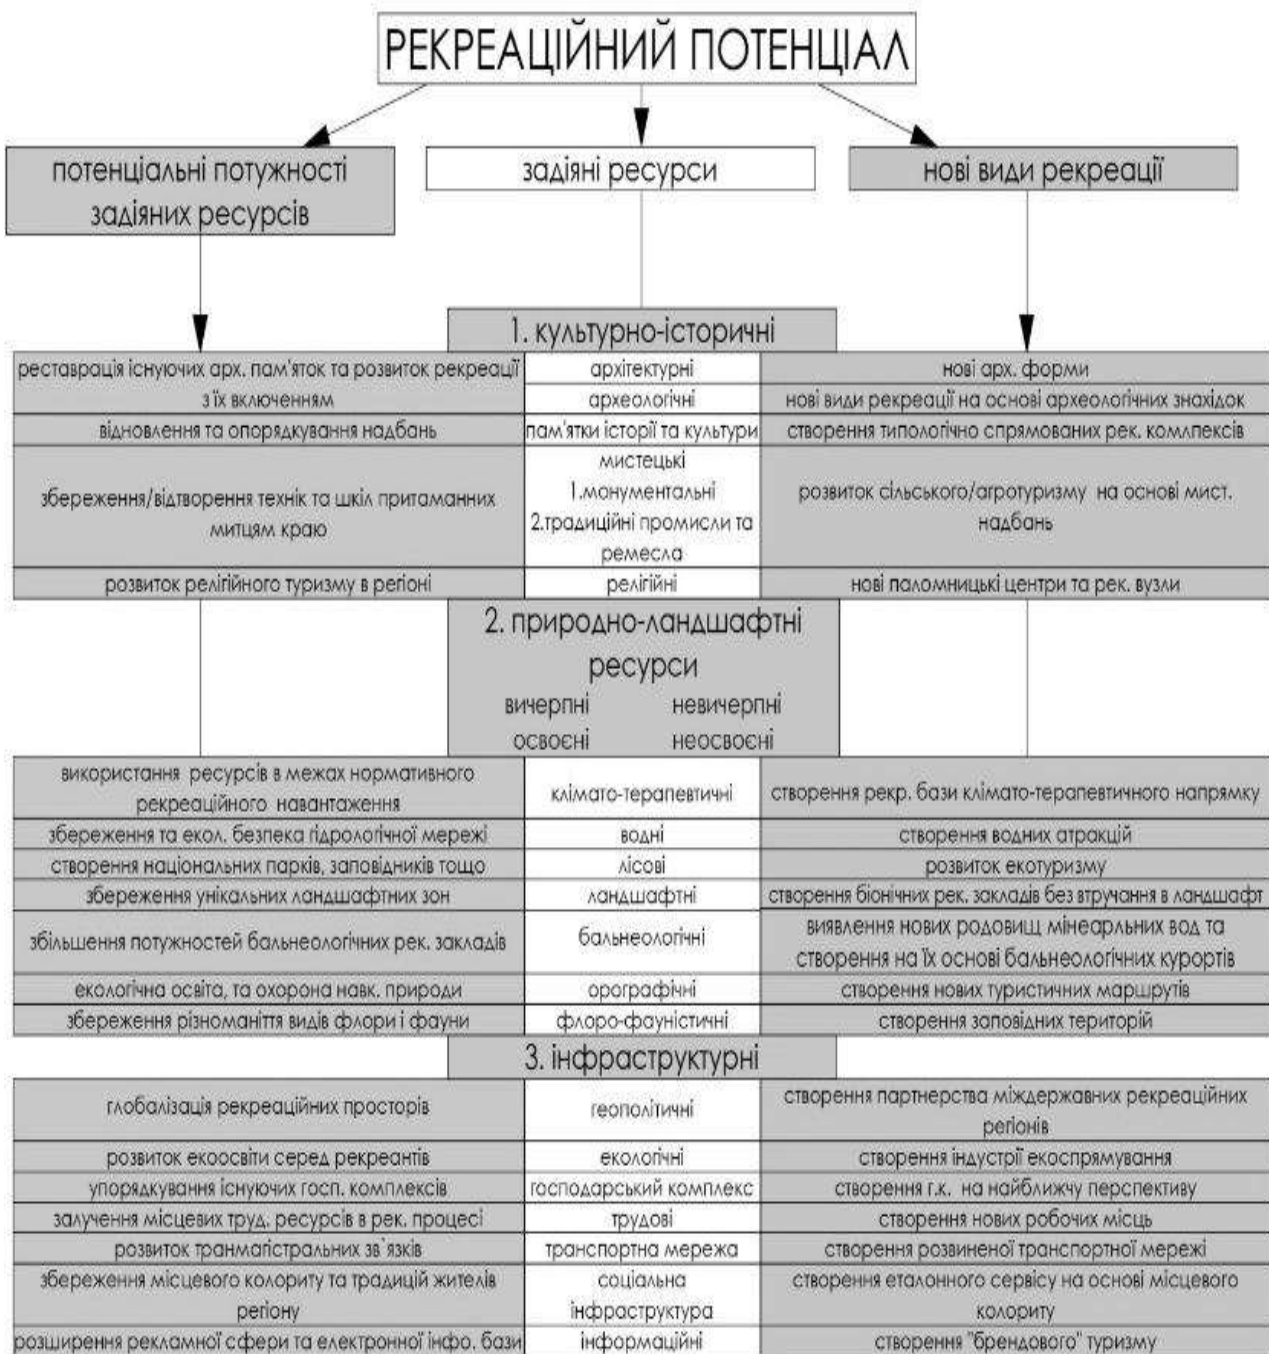 РЕКРЕАЦІЙНИЙ ПОТЕНЦІАЛ
потенціальні потужності
задіяних ресурсів
задіяні ресурси
нові види рекреації
1. культурно-історичні
реставрація існуючих арх. пам'яток та розвиток рекреації
з їх включенням
архітектурні
нові арх. форми
археологічні
нові види рекреації на основі археологічних знахідок
відновлення та опорядкування надбань
пам'ятки історії та культури
створення типологічно спрямованих рек. комлпексів
збереження/відтворення технік та шкіл притаманних
митцям краю
мистецькі
1.монументальні
2.традиційні промисли та
ремесла
розвиток сільського/агротуризму на основі мист.
надбань
розвиток релігійного туризму в регіоні
релігійні
нові паломницькі центри та рек. вузли
2. природно-ландшафтні
ресурси
вичерпні невичерпні
освоєні неосвоєні
використання ресурсів в межах нормативного
рекреаційного навантаження
клімато-терапевтичні
створення рекр. бази клімато-терапевтичного напрямку
збереження та екол. безпека гідрологічної мережі
водні
створення водних атракцій
створення національних парків, заповідників тощо
лісові
розвиток екотуризму
збереження унікальних ландшафтних зон
ландшафтні
створення біонічних рек. закладів без втручання в ландшафт
збільшення потужностей бальнеологічних рек. закладів
бальнеологічні
виявлення нових родовищ мінеарльних вод та
створення на їх основі бальнеологічних курортів
екологічна освіта, та охорона навк. природи
орографічні
створення нових туристичних маршрутів
збереження різноманіття видів флори і фауни
флоро-фауністичні
створення заповідних територій
3. інфраструктурні
глобалізація рекреаційних просторів
геополітичні
створення партнерства міждержавних рекреаційних
регіонів
розвиток екоосвіти серед рекреантів
екологічні
створення індустрії екоспрямування
упорядкування існуючих госп. комплексів
господарський комплекс
створення г.к. на найближчу перспективу
залучення місцевих труд. ресурсів в рек. процесі
трудові
створення нових робочих місць
розвиток транмагістральних зв`язків
транспортна мережа
створення розвиненої транспортної мережі
збереження місцевого колориту та традицій жителів
регіону
соціальна
інфраструктура
створення еталонного сервісу на основі місцевого
колориту
розширення рекламної сфери та електронної інфо. бази
інформаційні
створення "брендового" туризму